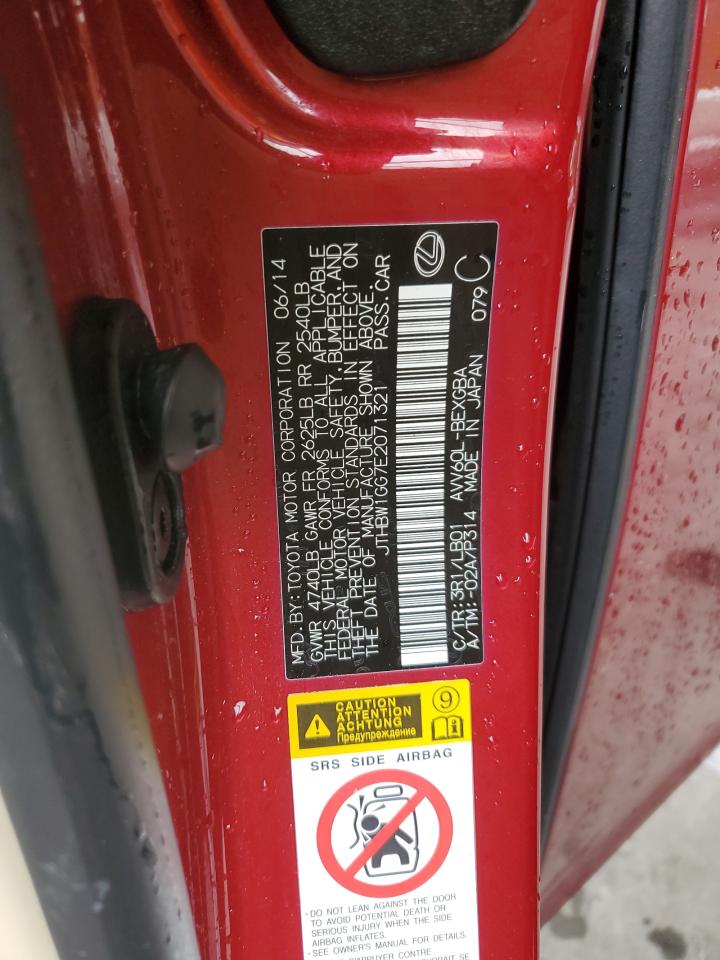 MFD.BY:TOYOTA MOTOR CORPORATION 06/14
GVWR 4740LB GAWR FR 2625LB RR 2540LB
THIS VEHICLE CONFORMS TO ALL APPLICABLE
FEDERAL MOTOR VEHICLE SAFETY, BUMPER, AND
THEFT PREVENTION STANDARDS IN EFFECT ON
THE DATE OF MANUFACTURE SHOWN ABOVE.
JTHBW1GG7E2071321 PASS.CAR
C/TR:3R1/LB01 AVV60L-BEXGBA
A/TM:-02A/P314 MADE IN JAPAN 079 C
CAUTION
ATTENTION
ACHTUNG
Предупреждение
9
SRS SIDE AIRBAG
· DO NOT LEAN AGAINST THE DOOR
TO AVOID POTENTIAL DEATH OR
SERIOUS INJURY WHEN THE SIDE
AIRBAG INFLATES.
· SEE OWNER'S MANUAL FOR DETAILS.
CONTRE